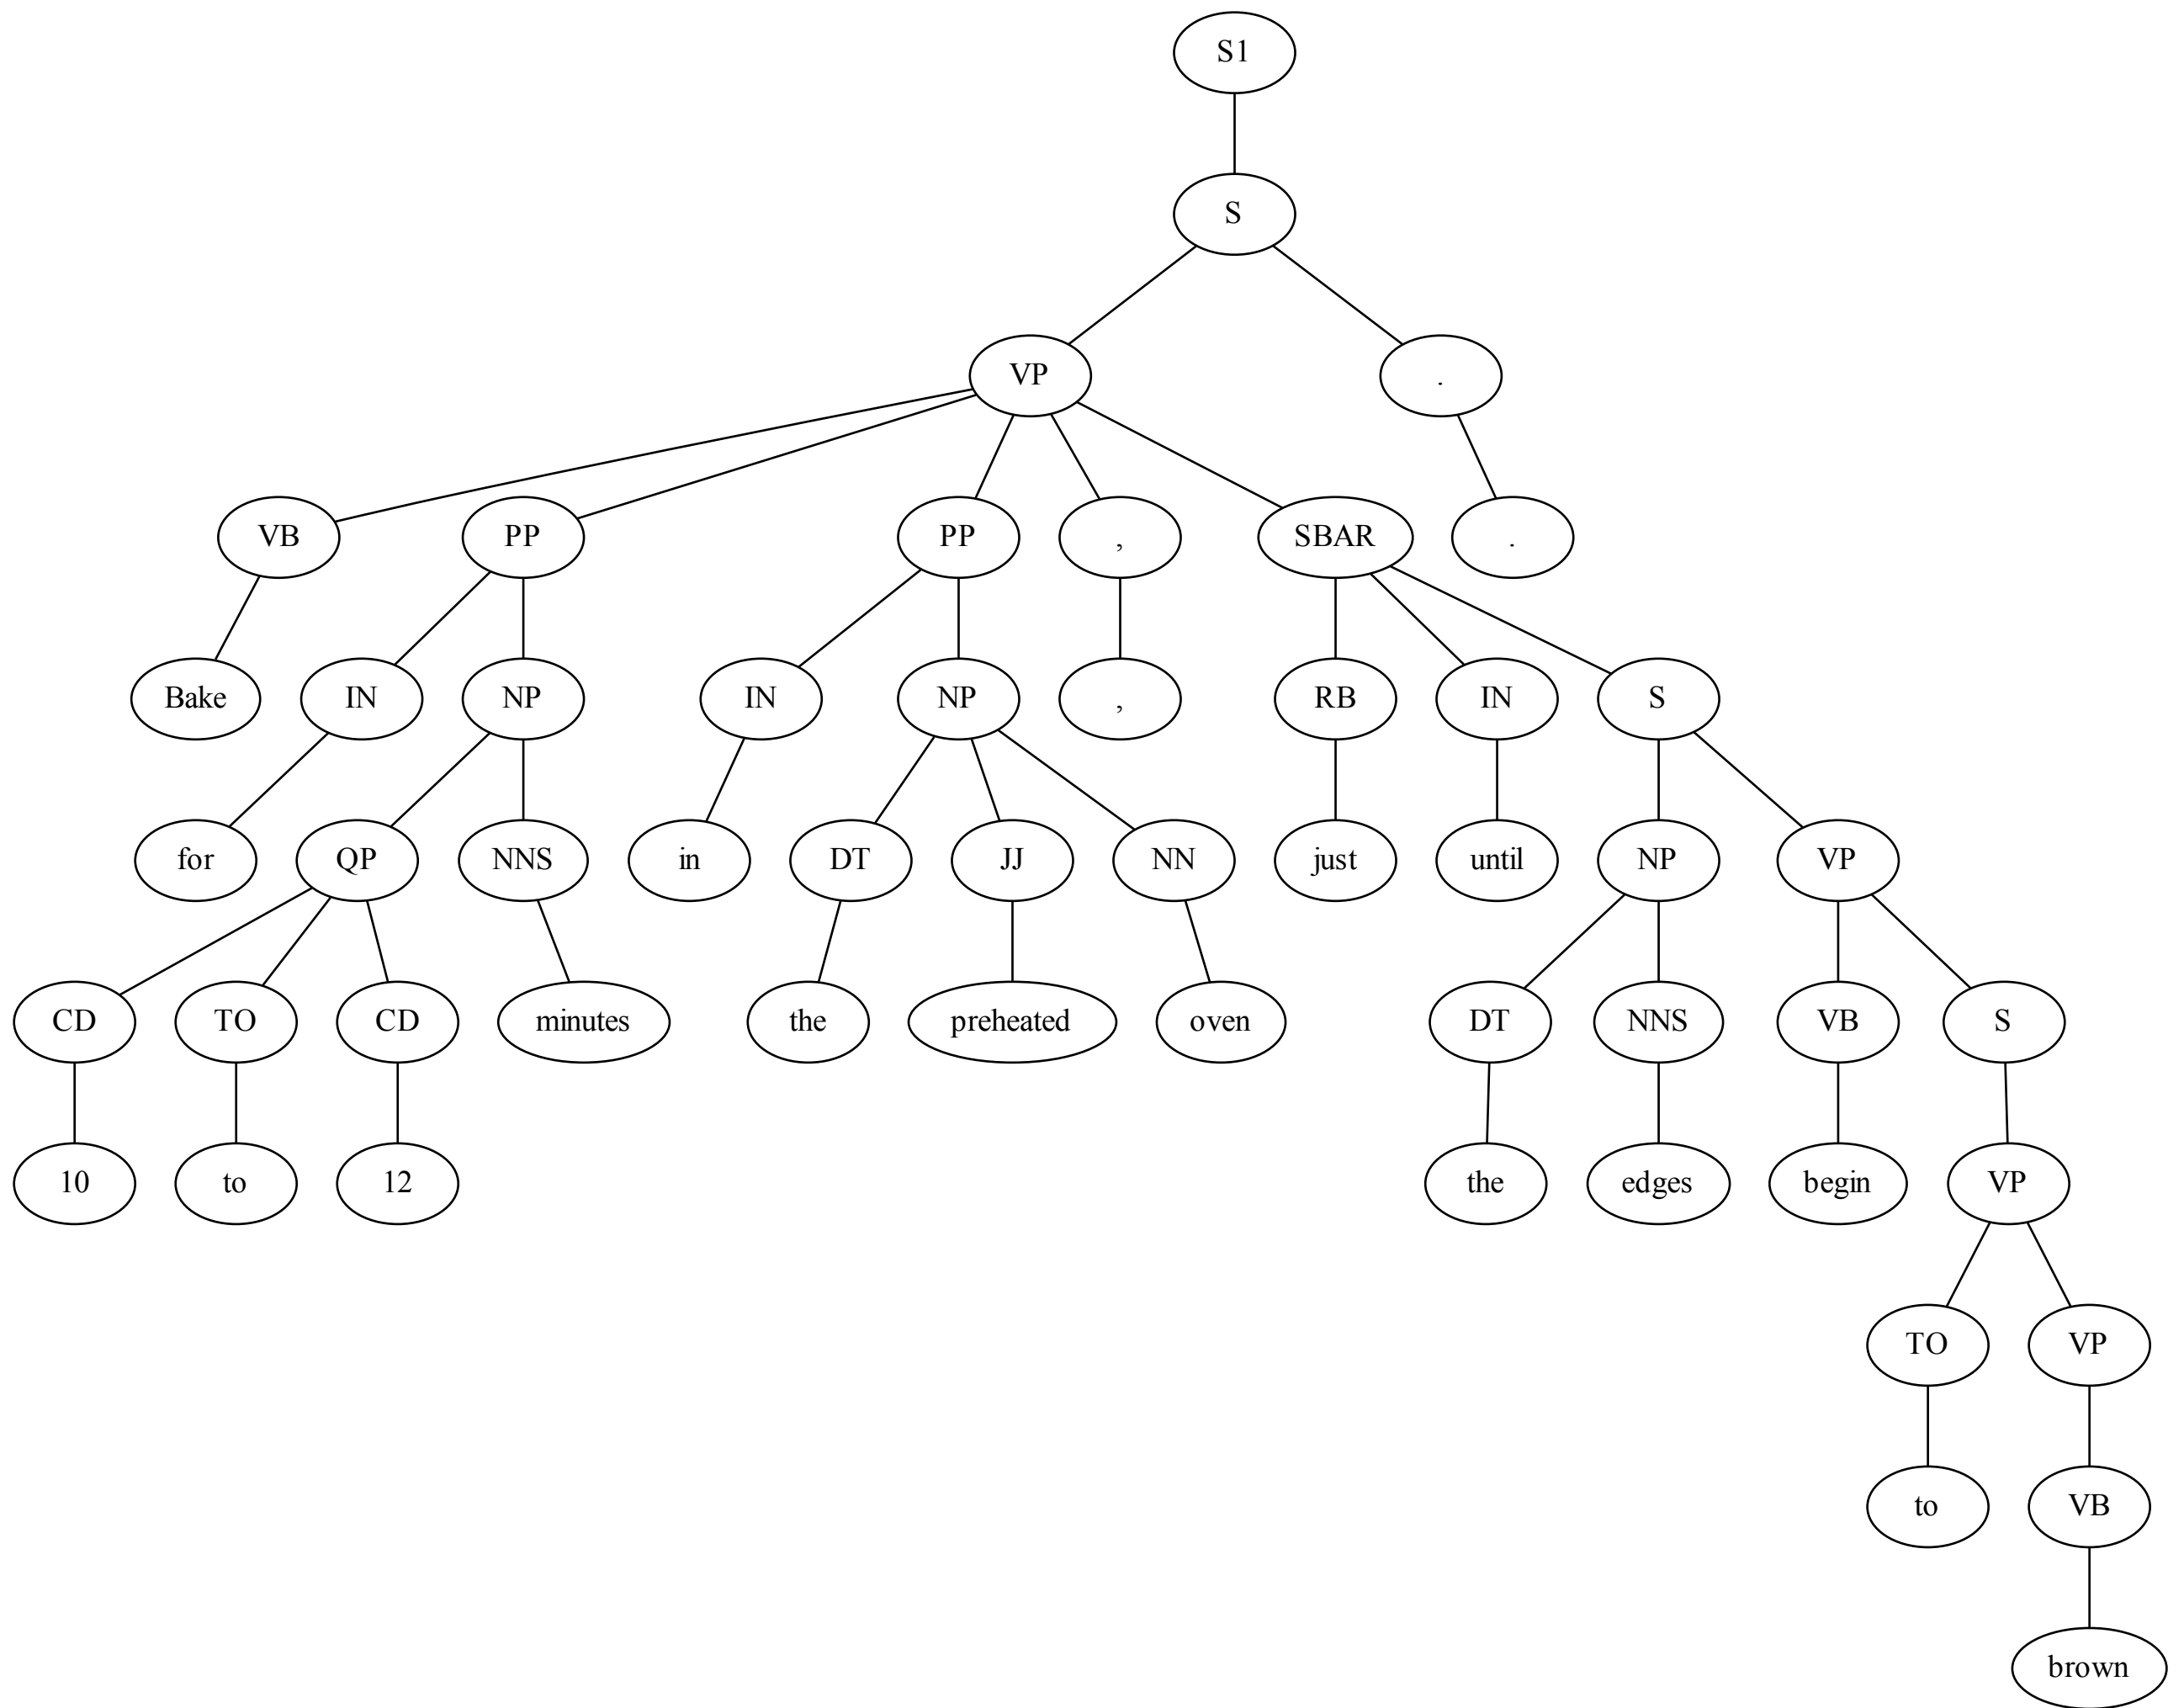 S1
S
VP .
VB PP PP , SBAR .
Bake IN NP IN NP , RB IN S
for QP NNS in DT JJ NN just until NP VP
CD TO CD minutes the preheated oven DT NNS VB S
10 to 12 the edges begin VP
TO VP
to VB
brown